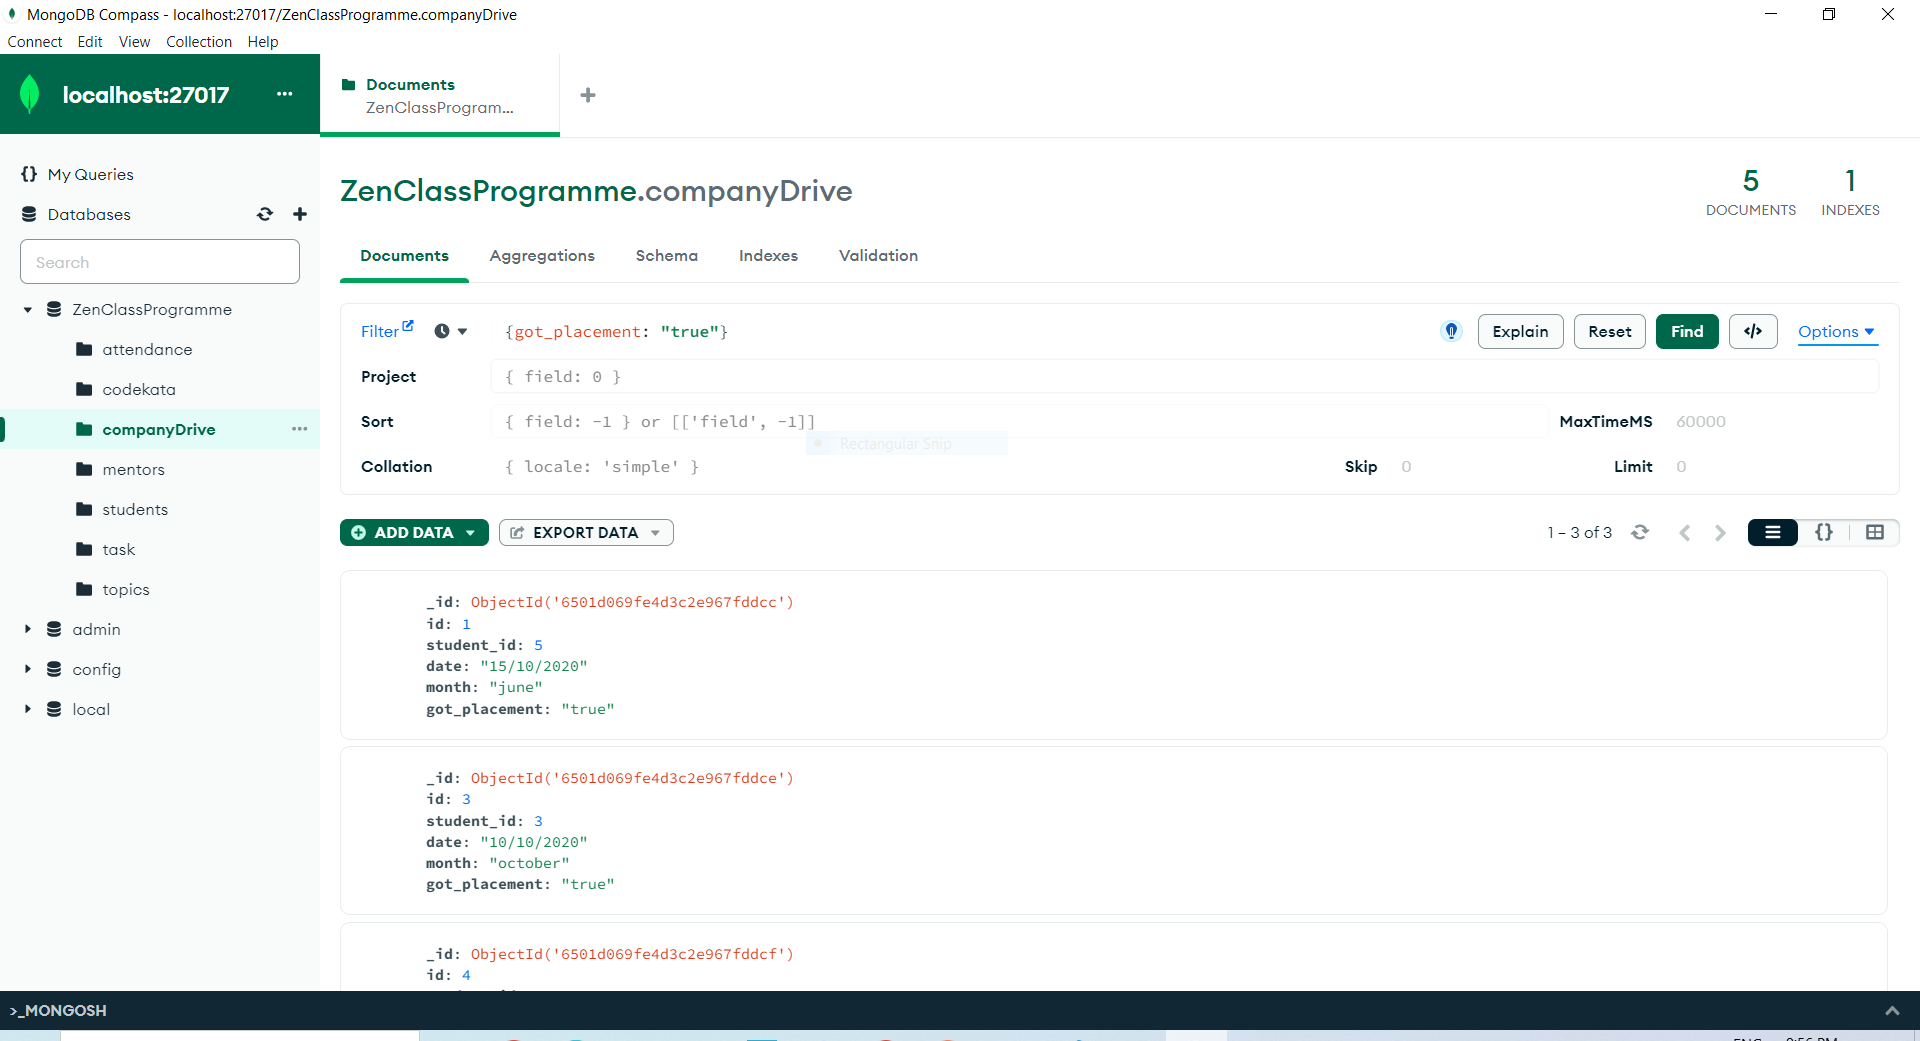 MongoDB Compass - localhost:27017/ZenClassProgramme.companyDrive
Connect Edit View Collection Help
localhost:27017 ...
Documents
ZenClassProgram...
My Queries
Databases
Search
ZenClassProgramme
attendance
codekata
companyDrive
mentors
students
task
topics
admin
config
local
ZenClassProgramme.companyDrive
5
DOCUMENTS
1
INDEXES
Documents Aggregations Schema Indexes Validation
Filter {got_placement: "true"} Explain Reset Find </> Options
Project { field: 0 }
Sort { field: -1 } or [['field', -1]] MaxTimeMS 60000
Rectangular Snip
Collation { locale: 'simple' } Skip 0 Limit 0
ADD DATA EXPORT DATA 1 – 3 of 3 {}
_id: ObjectId('6501d069fe4d3c2e967fddcc')
id: 1
student_id: 5
date: "15/10/2020"
month: "june"
got_placement: "true"
_id: ObjectId('6501d069fe4d3c2e967fddce')
id: 3
student_id: 3
date: "10/10/2020"
month: "october"
got_placement: "true"
_id: ObjectId('6501d069fe4d3c2e967fddcf')
id: 4
>_MONGOSH